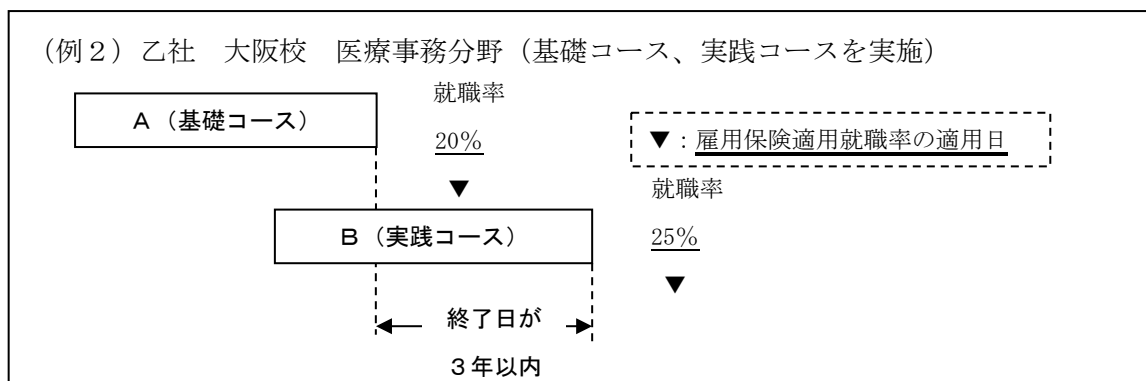 （例２）乙社　大阪校　医療事務分野（基礎コース、実践コースを実施）
就職率
Ａ（基礎コース）
20%
▼：雇用保険適用就職率の適用日
▼
就職率
Ｂ（実践コース）
25%
▼
終了日が
３年以内